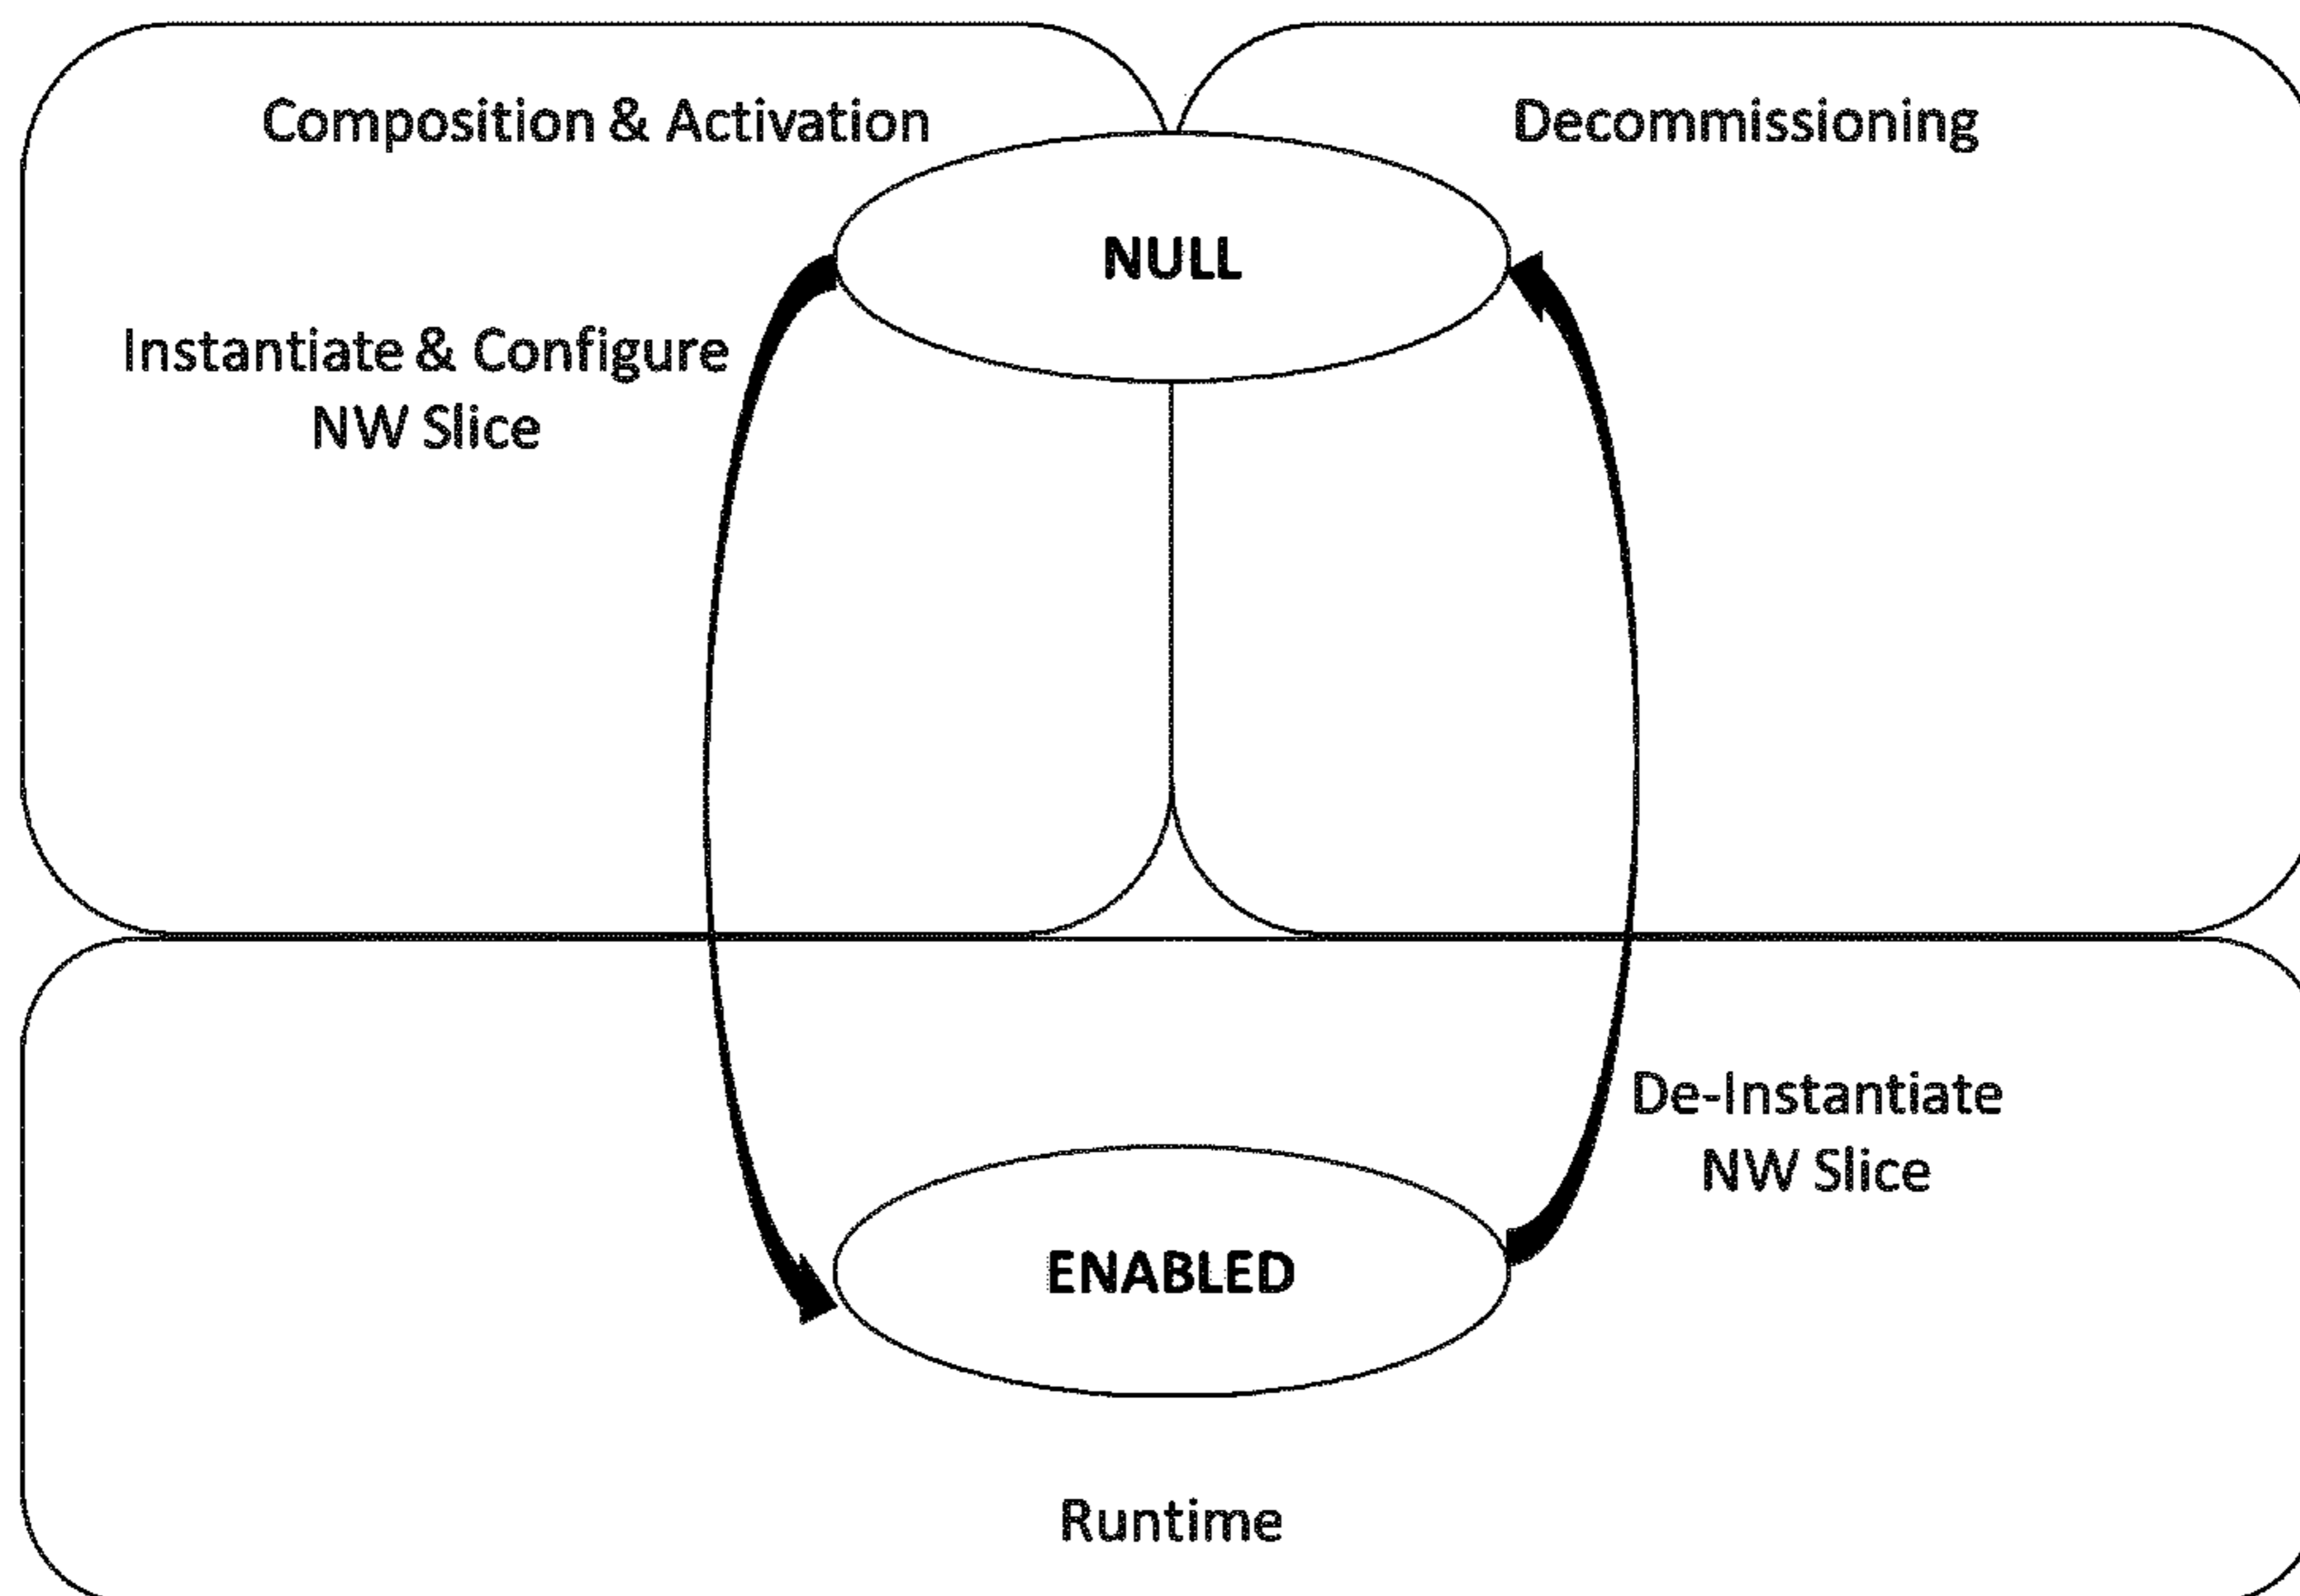 Composition & Activation
Decommissioning
NULL
Instantiate & Configure
NW Slice
De-Instantiate
NW Slice
ENABLED
Runtime